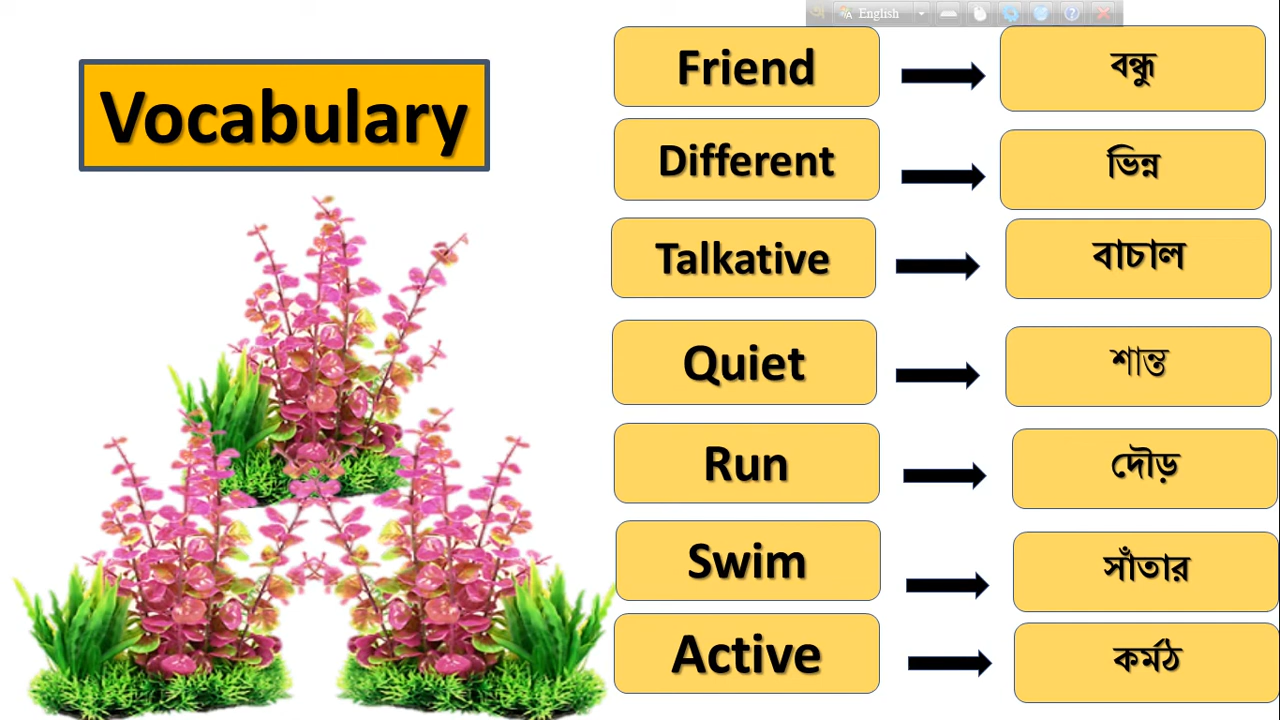 English
Vocabulary
Friend
বন্ধু
Different
ভিন্ন
Talkative
বাচাল
Quiet
শান্ত
Run
দৌড়
Swim
সাঁতার
Active
কর্মঠ